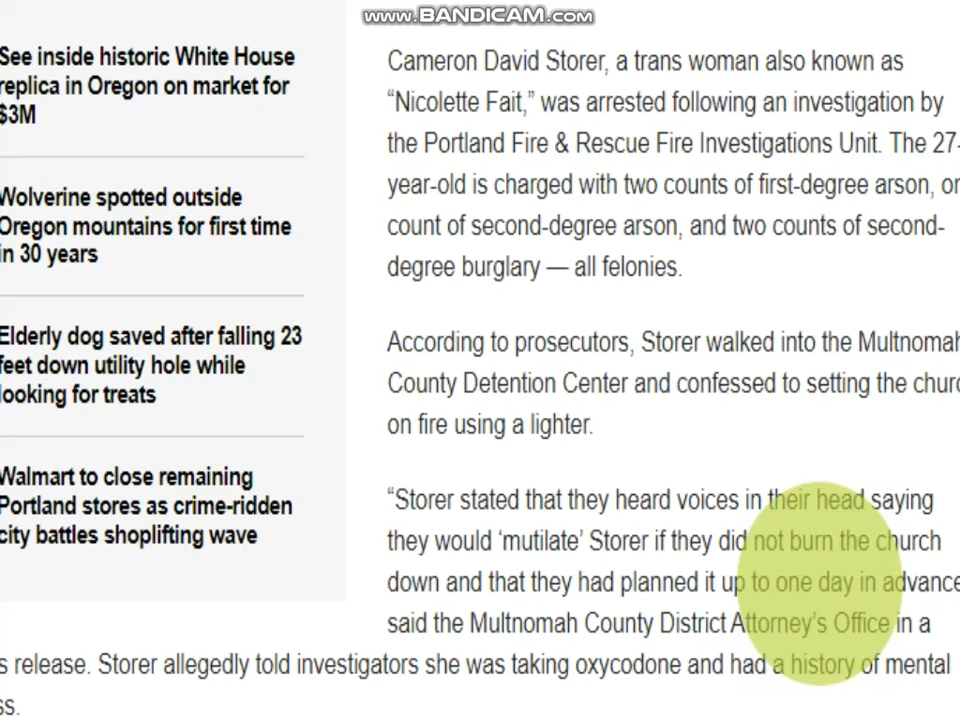 www.BANDICAM.com
See inside historic White House
replica in Oregon on market for
$3M
Wolverine spotted outside
Oregon mountains for first time
in 30 years
Elderly dog saved after falling 23
feet down utility hole while
looking for treats
Walmart to close remaining
Portland stores as crime-ridden
city battles shoplifting wave
Cameron David Storer, a trans woman also known as
“Nicolette Fait,” was arrested following an investigation by
the Portland Fire & Rescue Fire Investigations Unit. The 27-
year-old is charged with two counts of first-degree arson,
count of second-degree arson, and two counts of second-
degree burglary — all felonies.
According to prosecutors, Storer walked into the Multnomah
County Detention Center and confessed to setting the
on fire using a lighter.
“Storer stated that they heard voices in their head saying
they would ‘mutilate’ Storer if they did not burn the church
down and that they had planned it up to one day in advance
said the Multnomah County District Attorney’s Office in a
release. Storer allegedly told investigators she was taking oxycodone and had a history of mental